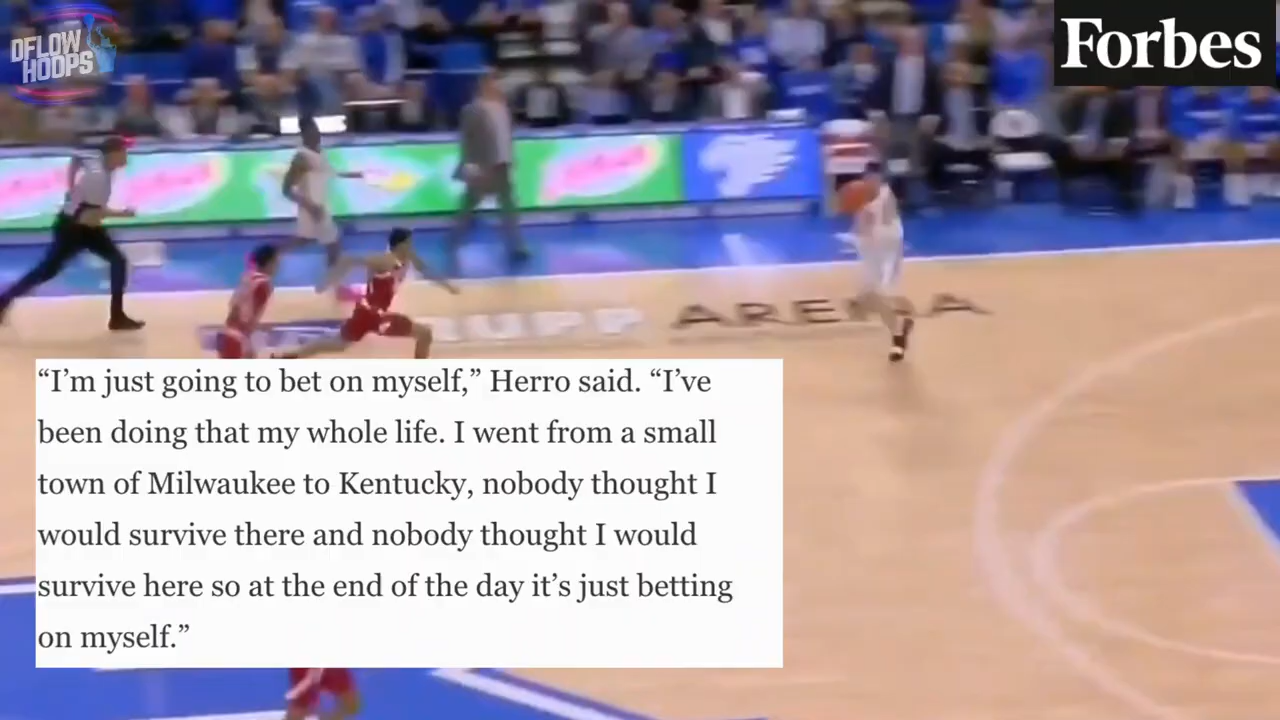 DFLOW
HOOPS
Forbes
RUPP ARENA
“I’m just going to bet on myself,” Herro said. “I’ve
been doing that my whole life. I went from a small
town of Milwaukee to Kentucky, nobody thought I
would survive there and nobody thought I would
survive here so at the end of the day it’s just betting
on myself.”